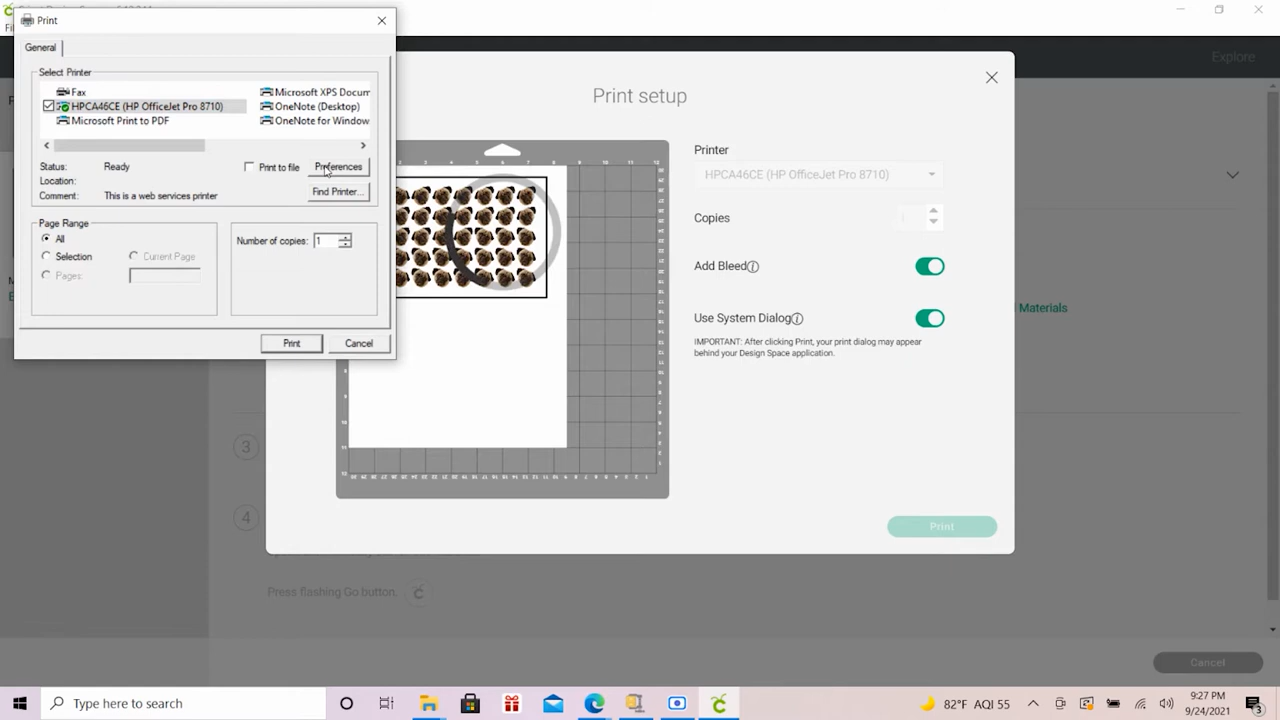 Print
General
Select Printer
Fax
Microsoft XPS Docum
HPCA46CE (HP OfficeJet Pro 8710)
OneNote (Desktop)
Microsoft Print to PDF
OneNote for Window
Status: Ready
Print to file
Preferences
Location:
Find Printer...
Comment: This is a web services printer
Page Range
All
Selection
Current Page
Pages:
Number of copies: 1
Print
Cancel
Explore
Print setup
Printer
HPCA46CE (HP OfficeJet Pro 8710)
Copies
1
Add Bleed
Use System Dialog
IMPORTANT: After clicking Print, your print dialog may appear
behind your Design Space application.
Print
Materials
3
4
Press flashing Go button.
Cancel
Type here to search
82°F AQI 55
9:27 PM
9/24/2021
3